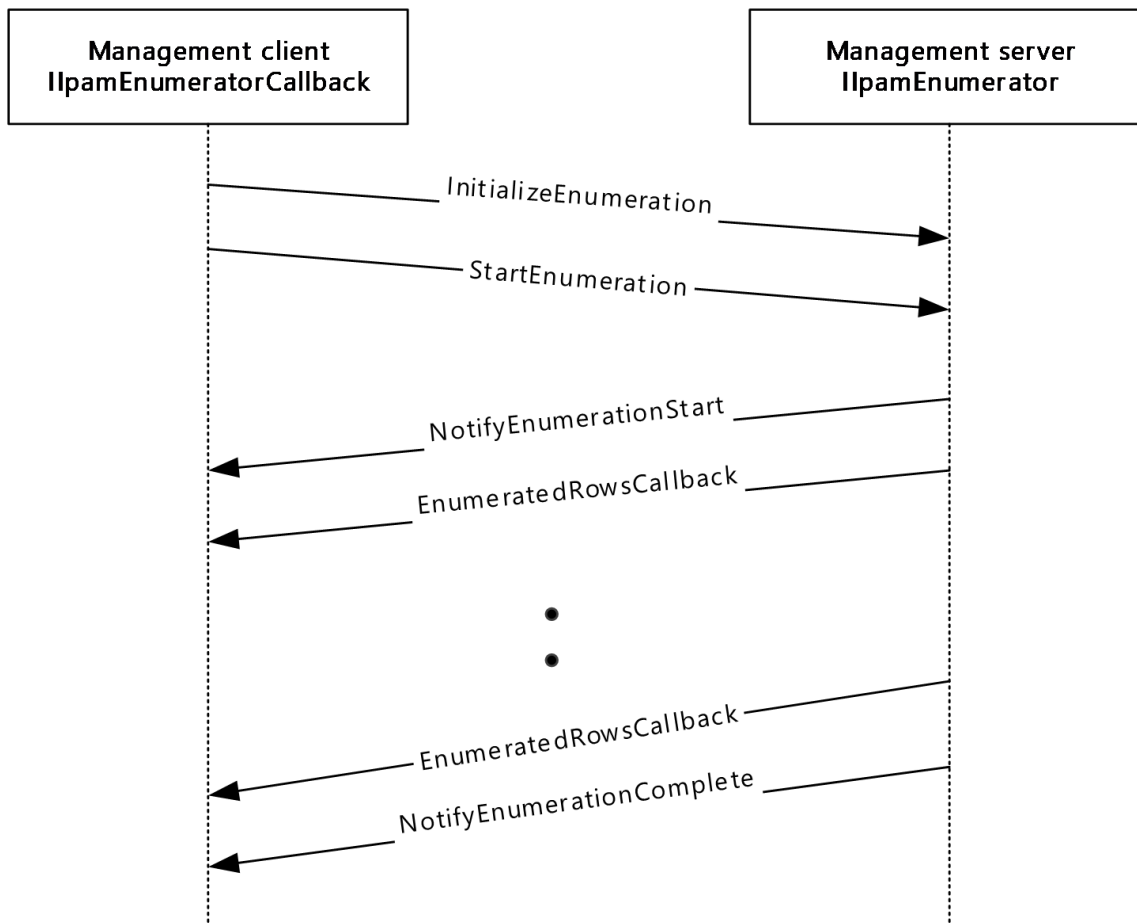 Management client
IIpamEnumeratorCallback
Management server
IIpamEnumerator
InitializeEnumeration
StartEnumeration
NotifyEnumerationStart
EnumeratedRowsCallback
EnumeratedRowsCallback
NotifyEnumerationComplete